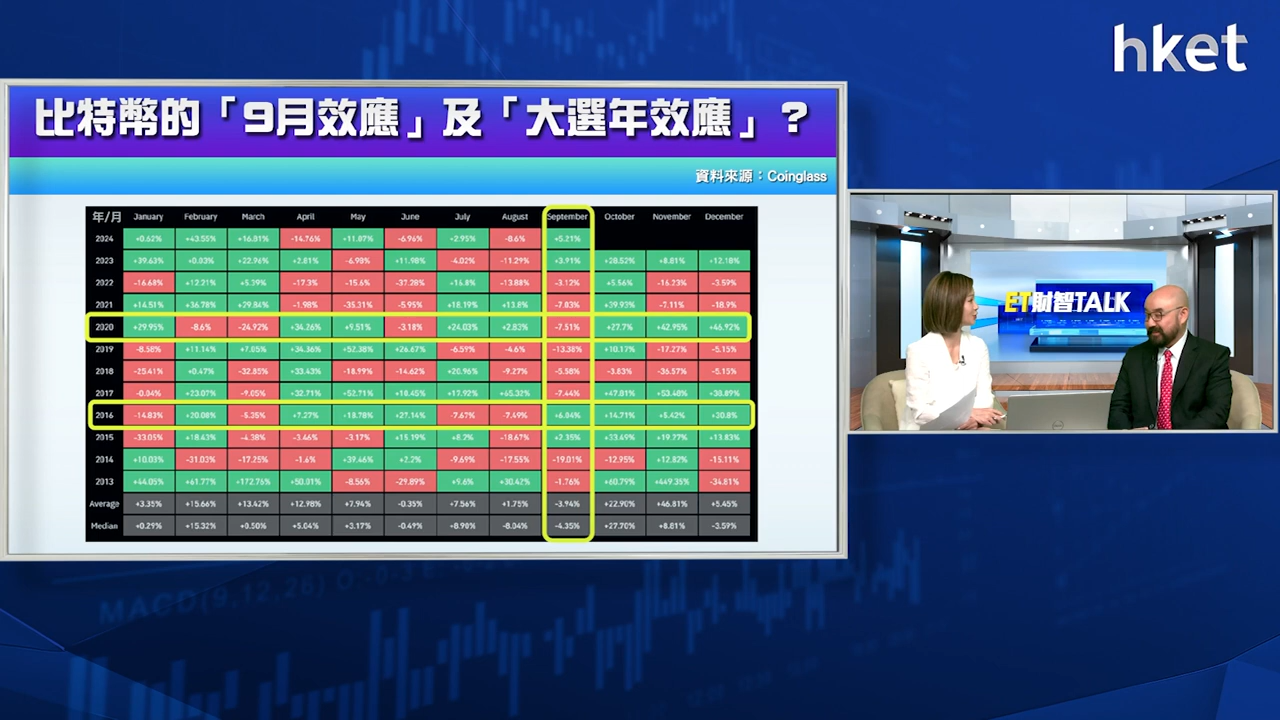 hket
比特幣的「9月效應」及「大選年效應」?
資料來源:Coinglass
年/月 January February March April May June July August September October November December
2024 +0.62% +43.55% +16.81% -14.76% +11.07% -6.96% +2.95% -8.6% +5.21%
2023 +39.63% +0.03% +22.96% +2.81% -6.98% +11.98% -4.02% -11.29% +3.91% +28.52% +8.81% +12.18%
2022 -16.68% +12.21% +5.39% -17.3% -15.6% -37.28% +16.8% -13.88% -3.12% +5.56% -16.23% -3.59%
2021 +14.51% +36.78% +29.84% -1.98% -35.31% -5.95% +18.19% +13.8% -7.03% +39.93% -7.11% -18.9%
2020 +29.95% -8.6% -24.92% +34.26% +9.51% -3.18% +24.03% +2.83% -7.51% +27.7% +42.95% +46.92%
2019 -8.58% +11.14% +7.05% +34.36% +52.38% +26.67% -6.59% -4.6% -13.38% +10.17% -17.27% -5.15%
2018 -25.41% +0.47% -32.85% +33.43% -18.99% -14.62% +20.96% -9.27% -5.58% -3.83% -36.57% -5.15%
2017 -0.04% +23.07% -9.05% +32.71% +52.71% +10.45% +17.92% +65.32% -7.44% +47.81% +53.48% +38.89%
2016 -14.83% +20.08% -5.35% +7.27% +18.78% +27.14% -7.67% -7.49% +6.04% +14.71% +5.42% +30.8%
2015 -33.05% +18.43% -4.38% -3.46% -3.17% +15.19% +8.2% -18.67% +2.35% +33.49% +19.27% +13.83%
2014 +10.03% -31.03% -17.25% -1.6% +39.46% +2.2% -9.69% -17.55% -19.01% -12.95% +12.82% -15.11%
2013 +44.05% +61.77% +172.76% +50.01% -8.56% -29.89% +9.6% +30.42% -1.76% +60.79% +449.35% -34.81%
Average +3.35% +15.66% +13.42% +12.98% +7.94% -0.35% +7.56% +1.75% -3.94% +22.90% +46.81% +5.45%
Median +0.29% +15.32% +0.50% +5.04% +3.17% -0.49% +8.90% -8.04% -4.35% +27.70% +8.81% -3.59%
ET財智TALK
MACD(9,12,26)